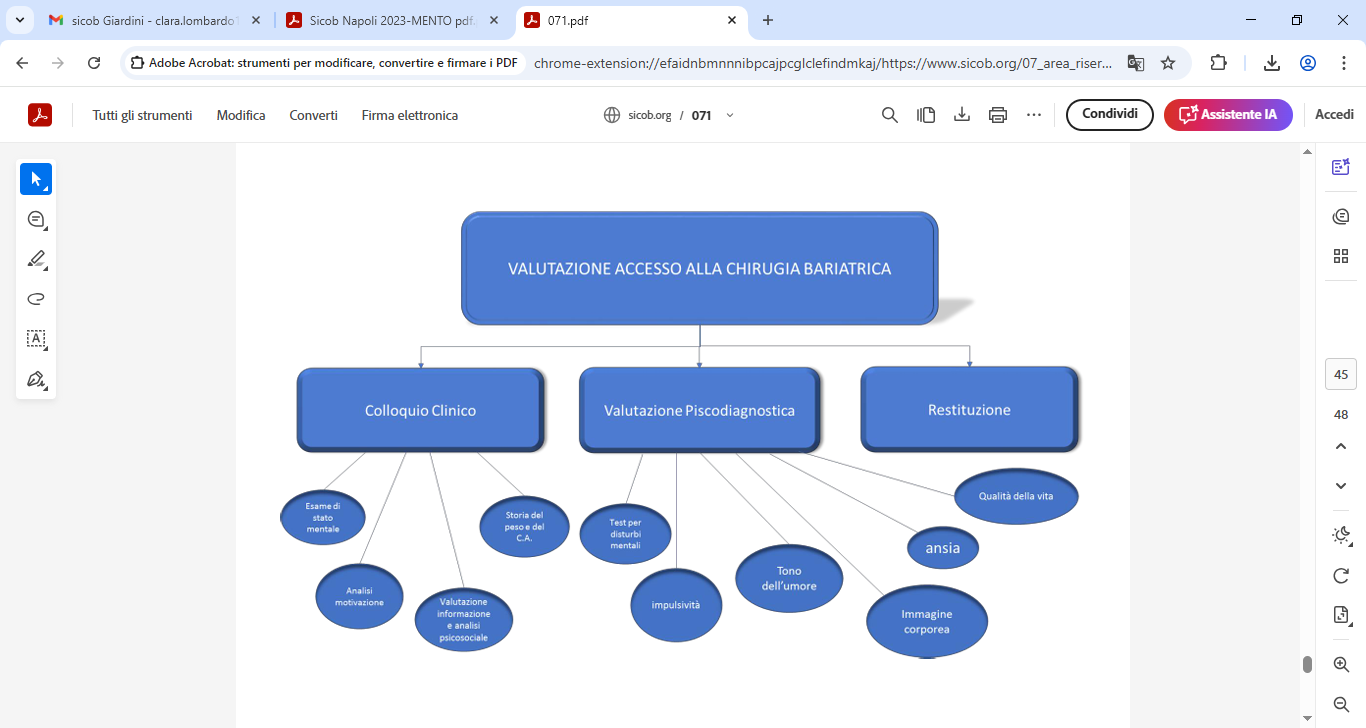 sicob Giardini - clara.lombardo1
Sicob Napoli 2023-MENTO pdf.
071.pdf
Adobe Acrobat: strumenti per modificare, convertire e firmare i PDF
chrome-extension://efaidnbmnnnibpcajpcglclefindmkaj/https://www.sicob.org/07_area_riser...
Tutti gli strumenti
Modifica
Converti
Firma elettronica
sicob.org / 071
Condividi
Assistente IA
Accedi
VALUTAZIONE ACCESSO ALLA CHIRUGIA BARIATRICA
Colloquio Clinico
Valutazione Piscodiagnostica
Restituzione
Esame di
stato
mentale
Analisi
motivazione
Valutazione
informazione
e analisi
psicosociale
Storia del
peso e del
C.A.
Test per
disturbi
mentali
impulsività
Tono
dell'umore
Immagine
corporea
ansia
Qualità della vita
45
48